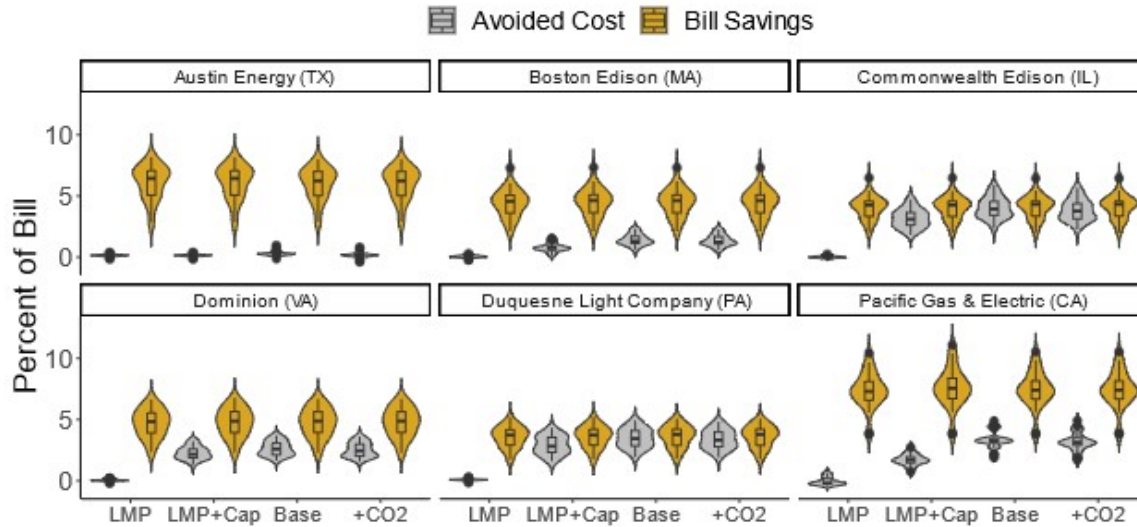 Avoided Cost Bill Savings
Austin Energy (TX) Boston Edison (MA) Commonwealth Edison (IL)
10
5
0
Percent of Bill
Dominion (VA) Duquesne Light Company (PA) Pacific Gas & Electric (CA)
10
5
0
LMP LMP+Cap Base +CO2 LMP LMP+Cap Base +CO2 LMP LMP+Cap Base +CO2